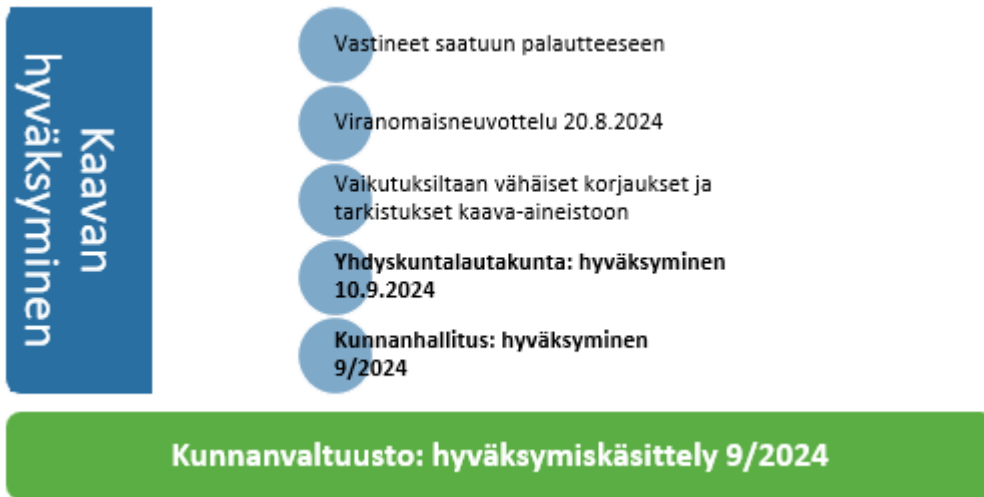 Kaavan
hyväksyminen
Vastineet saatuun palautteeseen
Viranomaisneuvottelu 20.8.2024
Vaikutuksiltaan vähäiset korjaukset ja
tarkistukset kaava-aineistoon
Yhdyskuntalautakunta: hyväksyminen
10.9.2024
Kunnanhallitus: hyväksyminen
9/2024
Kunnanvaltuusto: hyväksymiskäsittely 9/2024